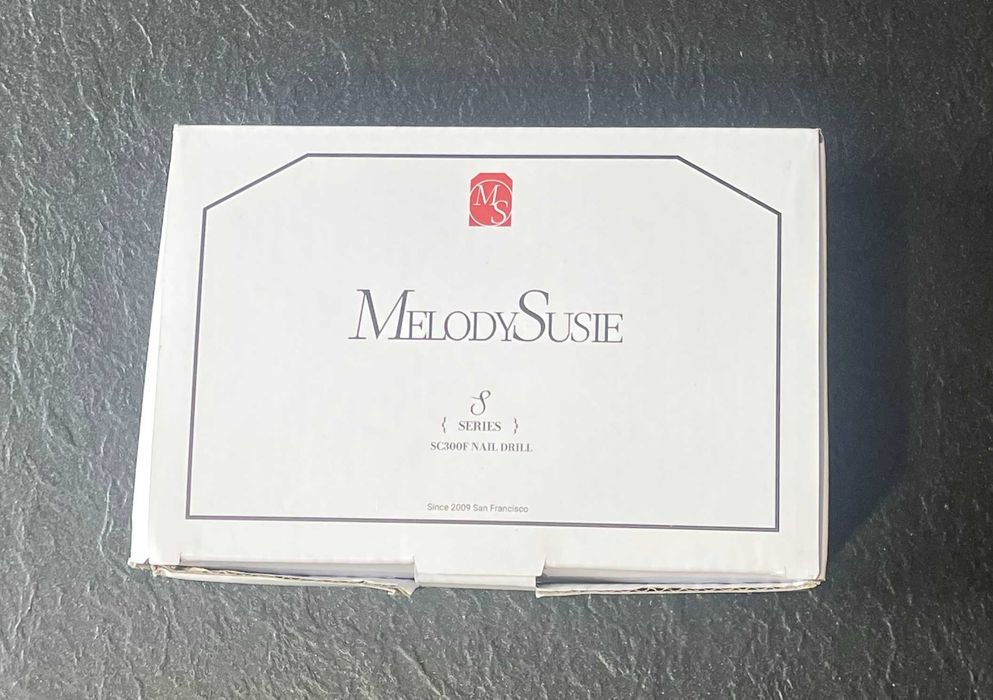 MS
MELODYSUSIE
S
{ SERIES }
SC300F NAIL DRILL
Since 2009 San Francisco